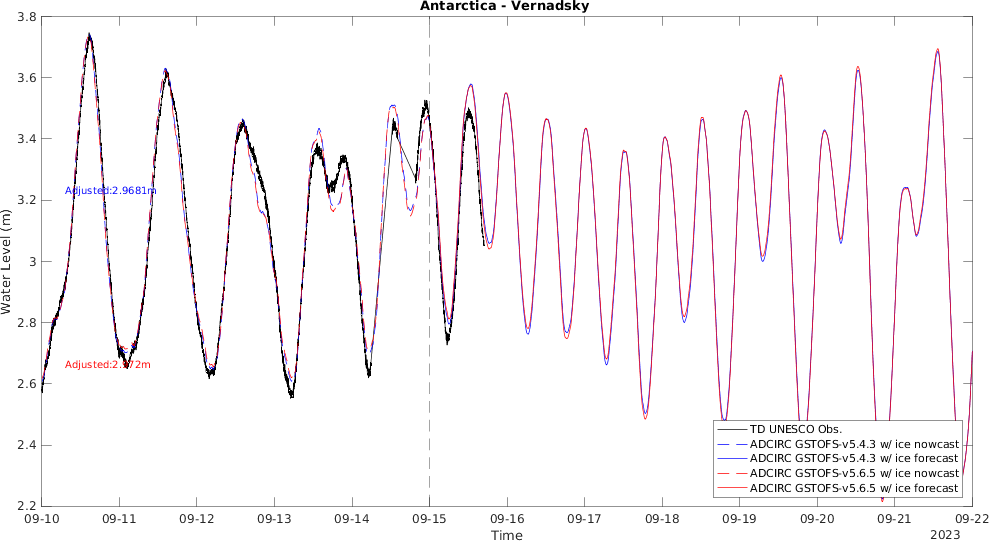 Antarctica - Vernadsky
3.8
3.6
3.4
3.2
3
2.8
2.6
2.4
2.2
Water Level (m)
Adjusted:2.9681m
TD UNESCO Obs.
ADCIRC GSTOFS-v5.4.3 w/ ice nowcast
ADCIRC GSTOFS-v5.4.3 w/ ice forecast
ADCIRC GSTOFS-v5.6.5 w/ ice nowcast
ADCIRC GSTOFS-v5.6.5 w/ ice forecast
09-10 09-11 09-12 09-13 09-14 09-15 09-16 09-17 09-18 09-19 09-20 09-21 09-22
Time
2023